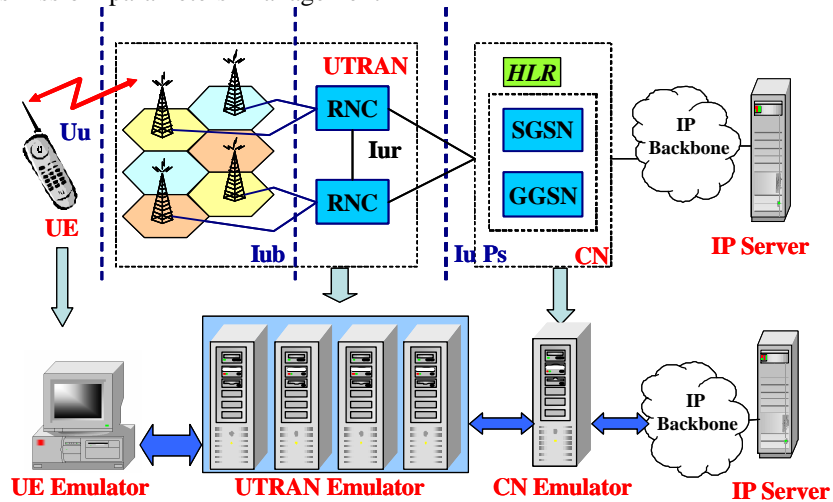 UTRAN
HLR
RNC
SGSN
IP
Backbone
Uu
Iur
GGSN
RNC
UE
IP Server
Iub
Iu Ps
CN
IP
Backbone
UE Emulator
UTRAN Emulator
CN Emulator
IP Server